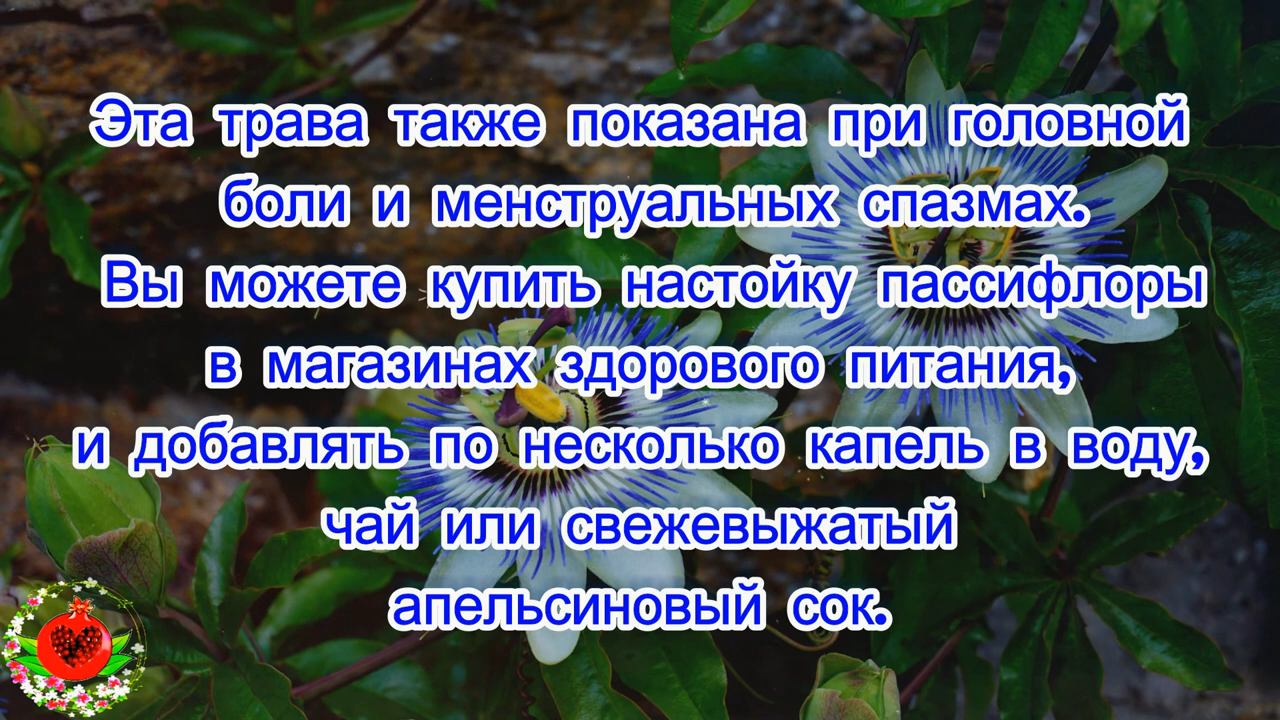 Эта трава также показана при головной
боли и менструальных спазмах.
Вы можете купить настойку пассифлоры
в магазинах здорового питания,
и добавлять по несколько капель в воду,
чай или свежевыжатый
апельсиновый сок.